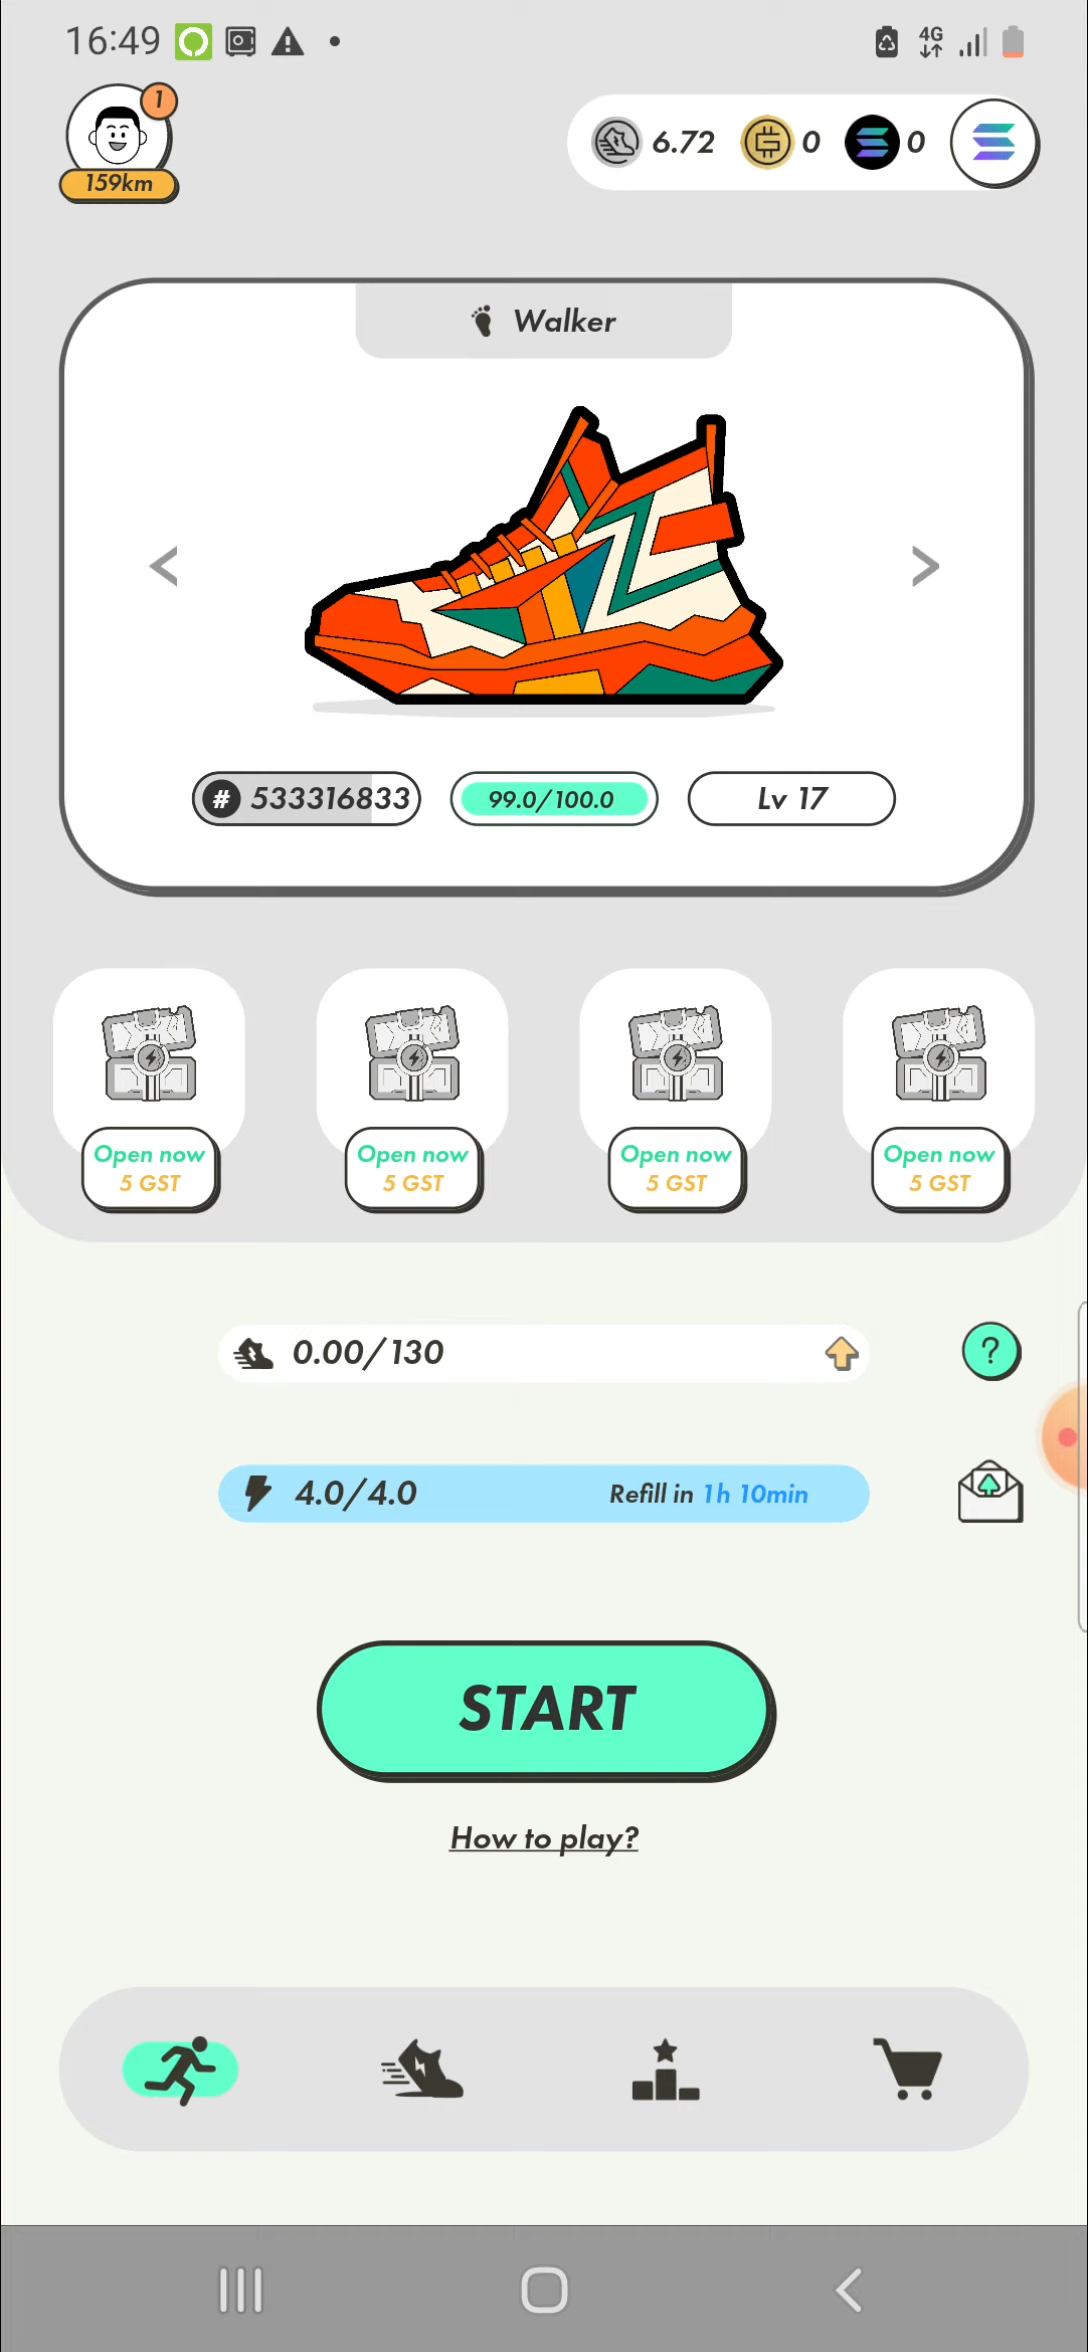 16:49
4G
1
159km
6.72
0
0
Walker
# 533316833
99.0/100.0
Lv 17
Open now
5 GST
Open now
5 GST
Open now
5 GST
Open now
5 GST
0.00/130
?
4.0/4.0
Refill in 1h 10min
START
How to play?